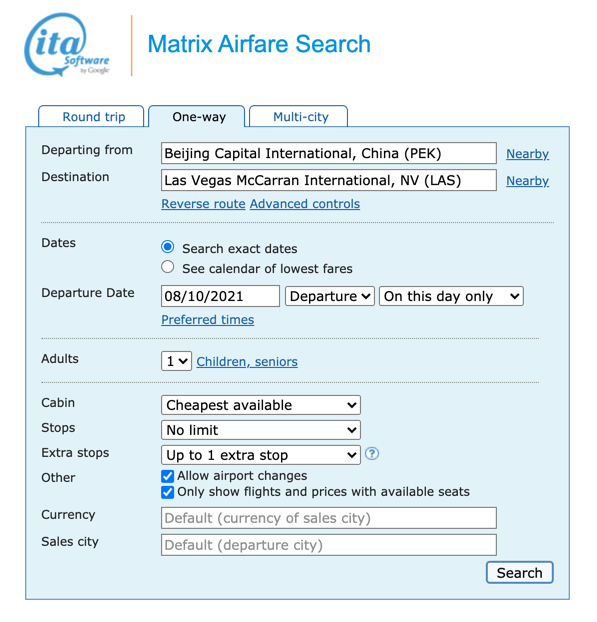 ita
Software
by Google
Matrix Airfare Search
Round trip One-way Multi-city
Departing from Beijing Capital International, China (PEK) Nearby
Destination Las Vegas McCarran International, NV (LAS) Nearby
Reverse route Advanced controls
Dates Search exact dates
See calendar of lowest fares
Departure Date 08/10/2021 Departure On this day only
Preferred times
Adults 1 Children, seniors
Cabin Cheapest available
Stops No limit
Extra stops Up to 1 extra stop ?
Other Allow airport changes
Only show flights and prices with available seats
Currency Default (currency of sales city)
Sales city Default (departure city)
Search